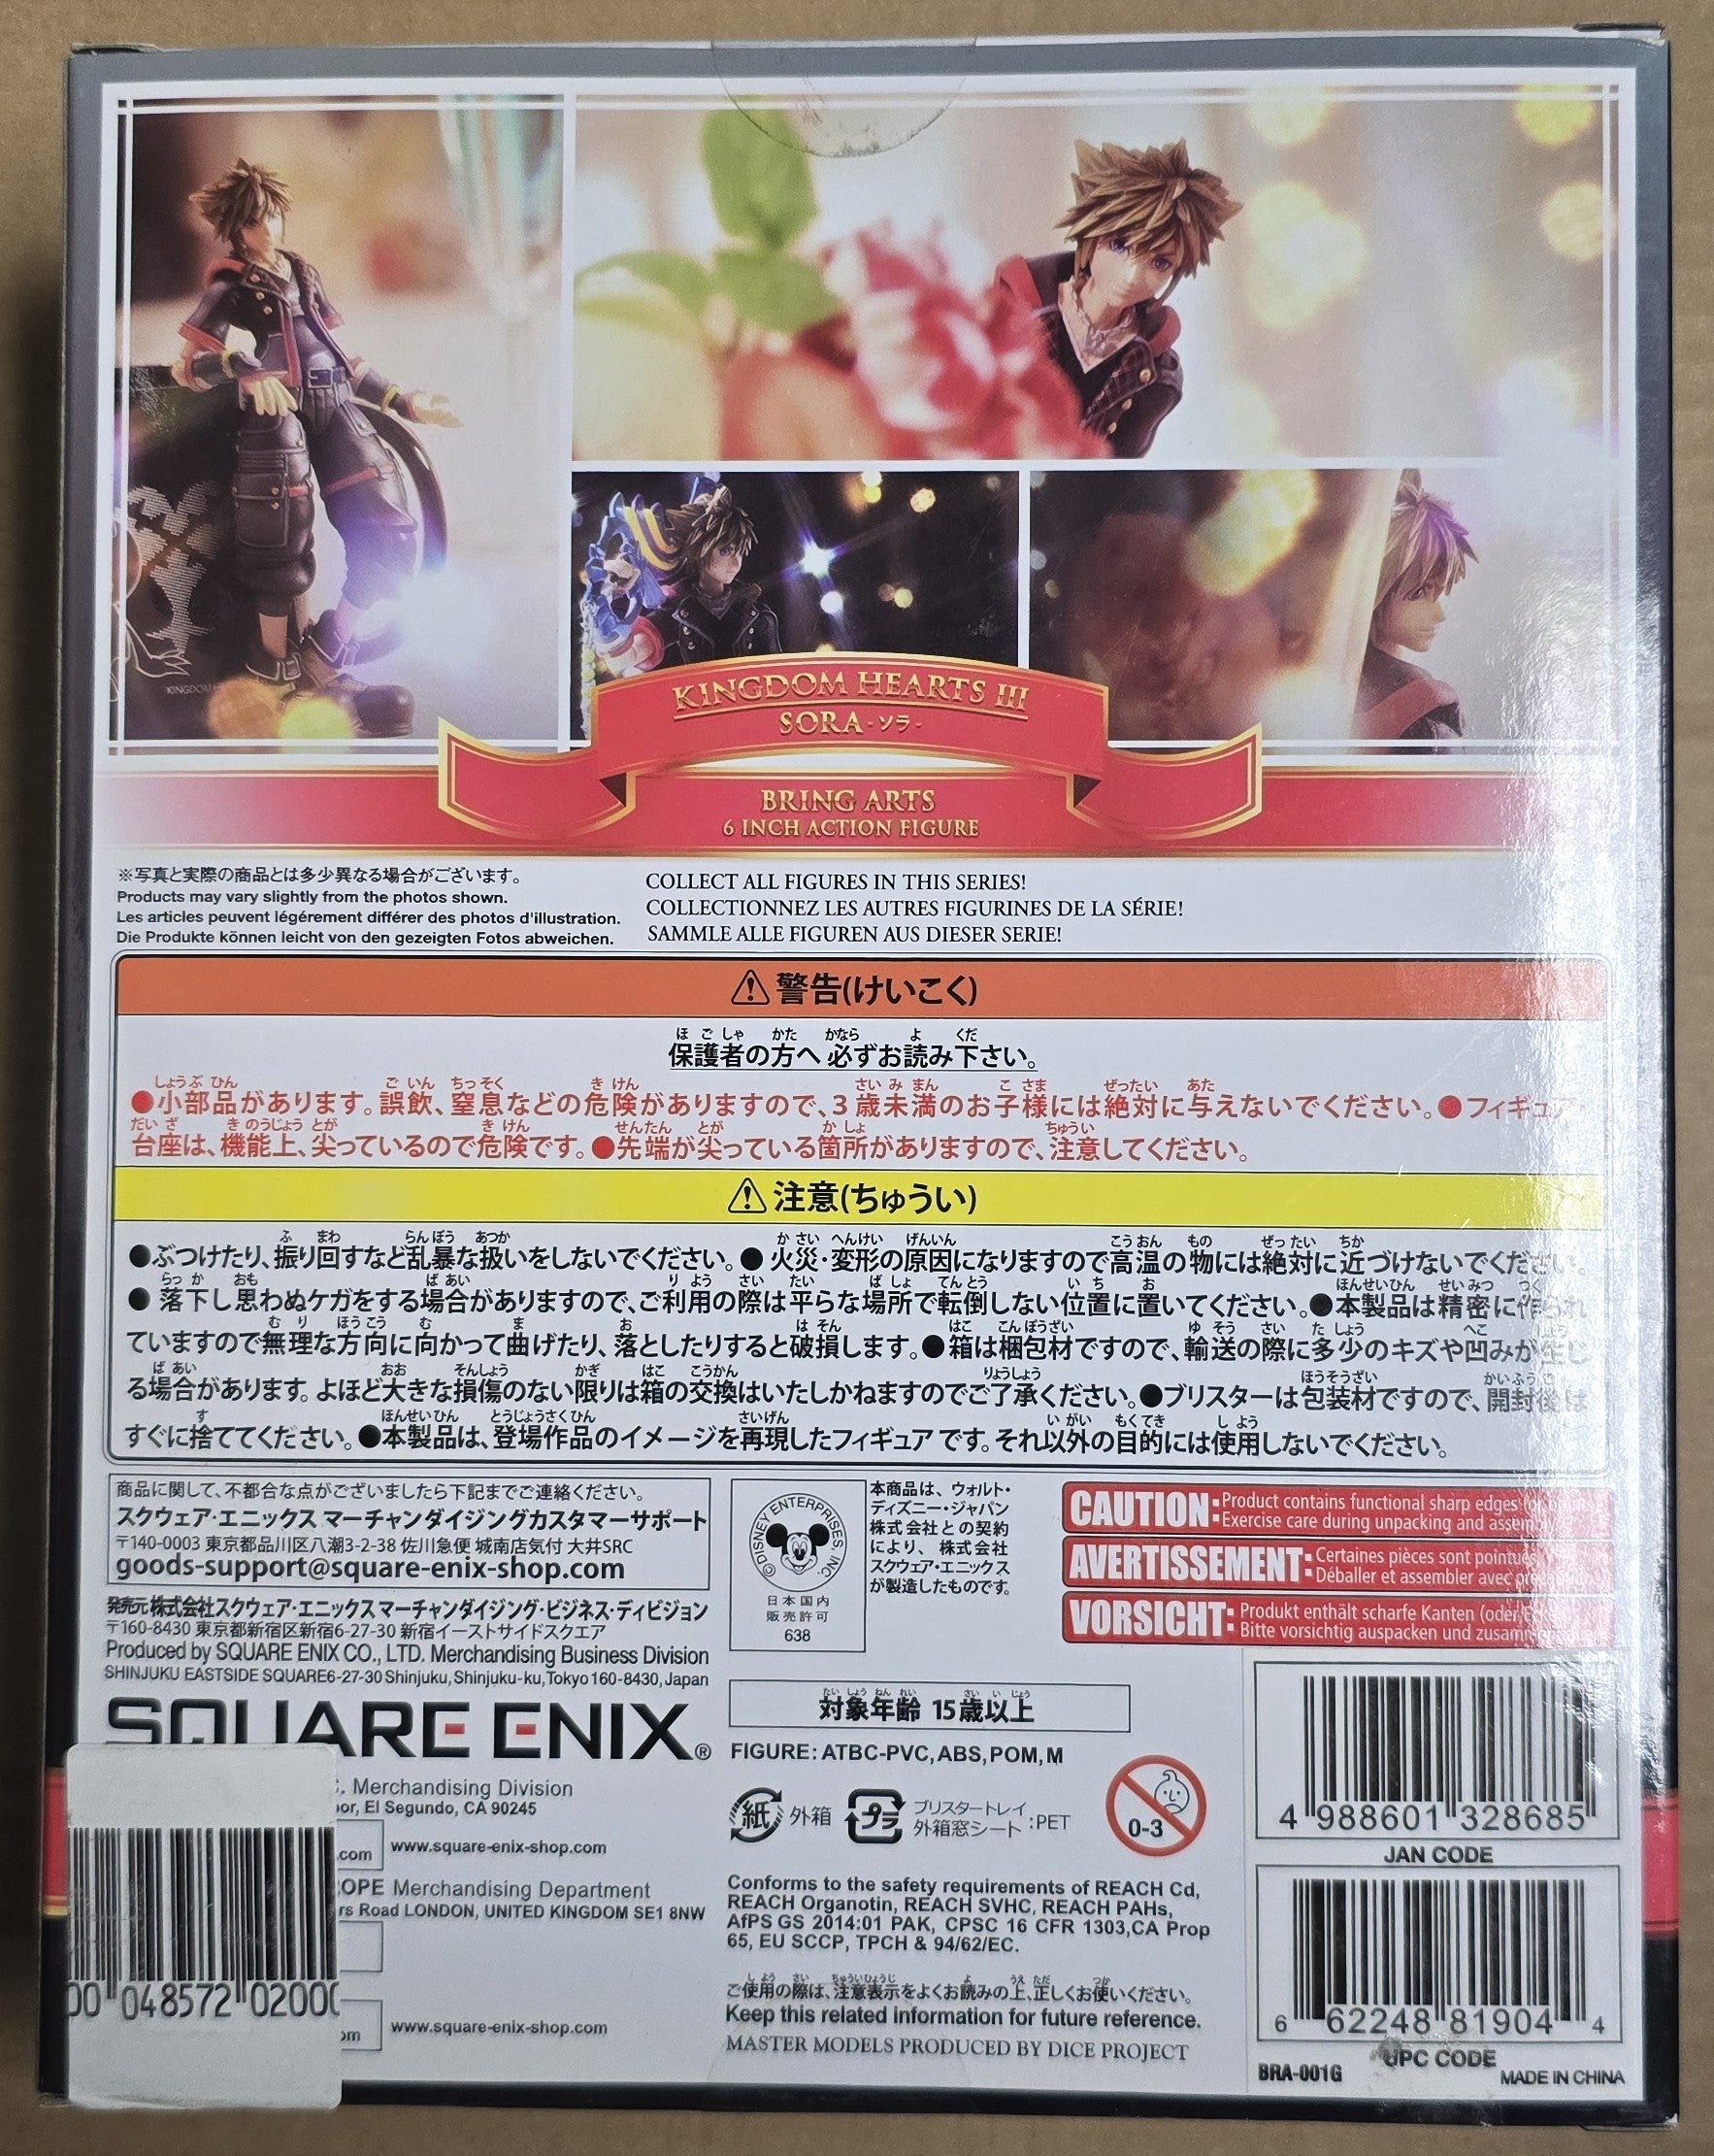 KINGDOM HEARTS III
SORA -ソラ-
BRING ARTS
6 INCH ACTION FIGURE
※写真と実際の商品とは多少異なる場合がございます。
Products may vary slightly from the photos shown.
Les articles peuvent légérement différer des photos d'illustration.
Die Produkte können leicht von den gezeigten Fotos abweichen.
COLLECT ALL FIGURES IN THIS SERIES!
COLLECTIONNEZ LES AUTRES FIGURINES DE LA SÉRIE!
SAMMLE ALLE FIGUREN AUS DIESER SERIE!
⚠警告(けいこく)
保護者の方へ 必ずお読み下さい。
●小部品があります。誤飲、窒息などの危険がありますので、3歳未満のお子様には絶対に与えないでください。●フィギュア・
台座は、機能上、尖っているので危険です。●先端が尖っている箇所がありますので、注意してください。
⚠注意(ちゅうい)
●ぶつけたり、振り回すなど乱暴な扱いをしないでください。●火災・変形の原因になりますので高温の物には絶対に近づけないでください。
●落下し思わぬケガをする場合がありますので、ご利用の際は平らな場所で転倒しない位置に置いてください。●本製品は精密に作られ
ていますので無理な方向に向かって曲げたり、落としたりすると破損します。●箱は梱包材ですので、輸送の際に多少のキズや凹みが生じ
る場合があります。よほど大きな損傷のない限りは箱の交換はいたしかねますのでご了承ください。●ブリスターは包装材ですので、開封後は
すぐに捨ててください。●本製品は、登場作品のイメージを再現したフィギュアです。それ以外の目的には使用しないでください。
商品に関して、不都合な点がございましたら下記までご連絡ください。
スクウェア・エニックス マーチャンダイジングカスタマーサポート
〒140-0003 東京都品川区八潮3-2-38 佐川急便 城南店気付 大井SRC
goods-support@square-enix-shop.com
発売元 株式会社スクウェア・エニックス マーチャンダイジング・ビジネス・ディビジョン
〒160-8430 東京都新宿区新宿6-27-30 新宿イーストサイドスクエア
Produced by SQUARE ENIX CO., LTD. Merchandising Business Division
SHINJUKU EASTSIDE SQUARE6-27-30 Shinjuku, Shinjuku-ku, Tokyo 160-8430, Japan
SQUARE ENIX®
Merchandising Division
El Segundo, CA 90245
.com
www.square-enix-shop.com
Merchandising Department
Road LONDON, UNITED KINGDOM SE1 8NW
www.square-enix-shop.com
00 048572 0200
©DISNEY ENTERPRISES INC.
日本国内
販売許可
638
本商品は、ウォルト・
ディズニー・ジャパン
株式会社との契約
により、株式会社
スクウェア・エニックス
が製造したものです。
CAUTION: Product contains functional sharp edges
Exercise care during unpacking and
AVERTISSEMENT: Certaines pièces sont pointues
Déballer et assembler avec
VORSICHT: Produkt enthält scharfe Kanten (oder
Bitte vorsichtig auspacken und
対象年齢 15歳以上
FIGURE: ATBC-PVC, ABS, POM, M
紙 外箱
プラ ブリスタートレイ
外箱窓シート :PET
0-3
Conforms to the safety requirements of REACH Cd,
REACH Organotin, REACH SVHC, REACH PAHs,
AfPS GS 2014:01 PAK, CPSC 16 CFR 1303,CA Prop
65, EU SCCP, TPCH & 94/62/EC.
ご使用の際は、注意表示をよくお読みの上、正しくお使いください。
Keep this related information for future reference.
MASTER MODELS PRODUCED BY DICE PROJECT
4 988601 328685
JAN CODE
6 62248 81904 4
UPC CODE
BRA-001G
MADE IN CHINA